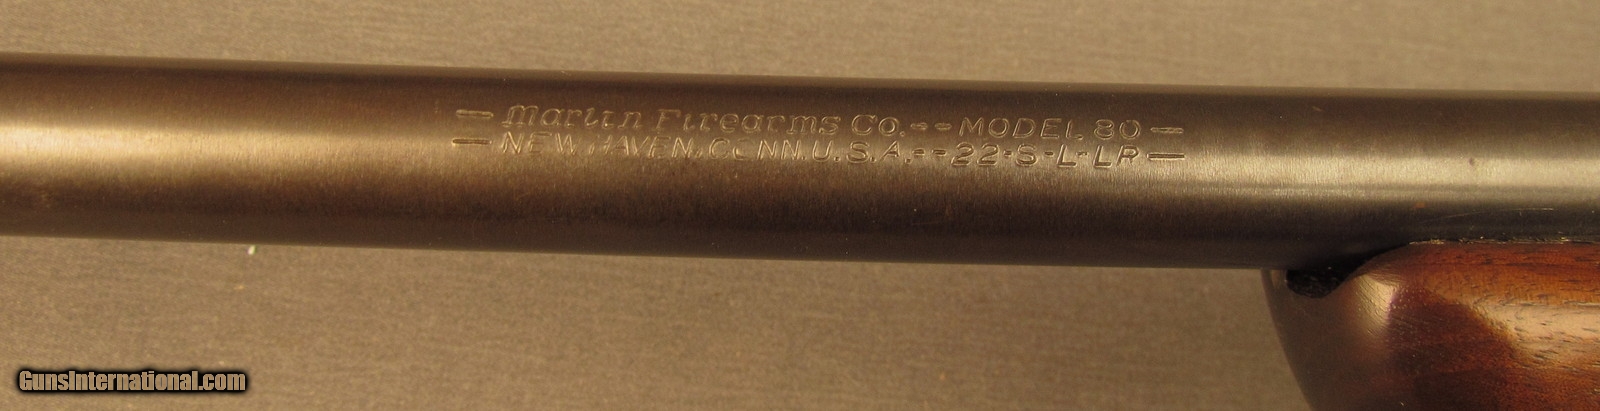 — Marlin Firearms Co.--MODEL 80 —
— NEW HAVEN, CONN. U.S.A.--22-S-L-LR —
GunsInternational.com